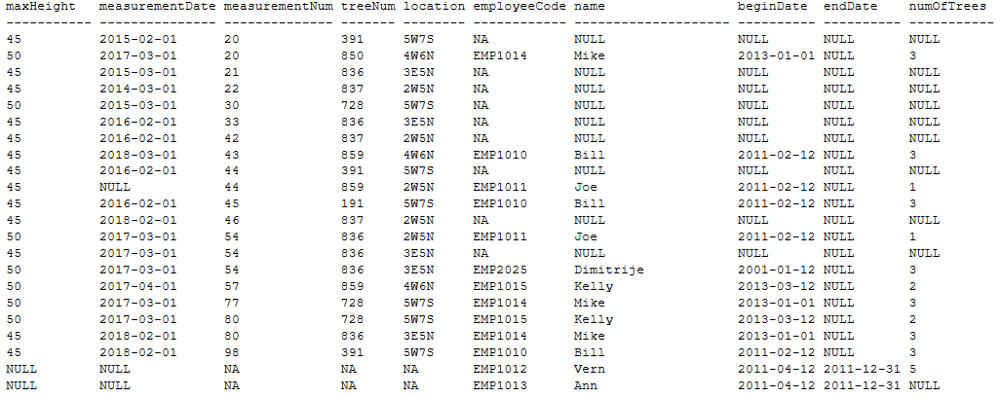 maxHeight measurementDate measurementNum treeNum location employeeCode name beginDate endDate numOfTrees
--------- --------------- -------------- ------- -------- ------------ -------------------- ---------- ---------- -----------
45 2015-02-01 20 391 5W7S NA NULL NULL NULL NULL
50 2017-03-01 20 850 4W6N EMP1014 Mike 2013-01-01 NULL 3
45 2015-03-01 21 836 3E5N NA NULL NULL NULL NULL
45 2014-03-01 22 837 2W5N NA NULL NULL NULL NULL
50 2015-03-01 30 728 5W7S NA NULL NULL NULL NULL
45 2016-02-01 33 836 3E5N NA NULL NULL NULL NULL
45 2016-02-01 42 837 2W5N NA NULL NULL NULL NULL
45 2018-03-01 43 859 4W6N EMP1010 Bill 2011-02-12 NULL 3
45 2016-02-01 44 391 5W7S NA NULL NULL NULL NULL
45 NULL 44 859 2W5N EMP1011 Joe 2011-02-12 NULL 1
45 2016-02-01 45 191 5W7S EMP1010 Bill 2011-02-12 NULL 3
45 2018-02-01 46 837 2W5N NA NULL NULL NULL NULL
50 2017-03-01 54 836 2W5N EMP1011 Joe 2011-02-12 NULL 1
45 2017-03-01 54 836 3E5N NA NULL NULL NULL NULL
50 2017-03-01 54 836 3E5N EMP2025 Dimitrije 2001-01-12 NULL 3
50 2017-04-01 57 859 4W6N EMP1015 Kelly 2013-03-12 NULL 2
50 2017-03-01 77 728 5W7S EMP1014 Mike 2013-01-01 NULL 3
50 2017-03-01 80 728 5W7S EMP1015 Kelly 2013-03-12 NULL 2
45 2018-02-01 80 836 3E5N EMP1014 Mike 2013-01-01 NULL 3
45 2018-02-01 98 391 5W7S EMP1010 Bill 2011-02-12 NULL 3
NULL NULL NA NA NA EMP1012 Vern 2011-04-12 2011-12-31 5
NULL NULL NA NA NA EMP1013 Ann 2011-04-12 2011-12-31 NULL